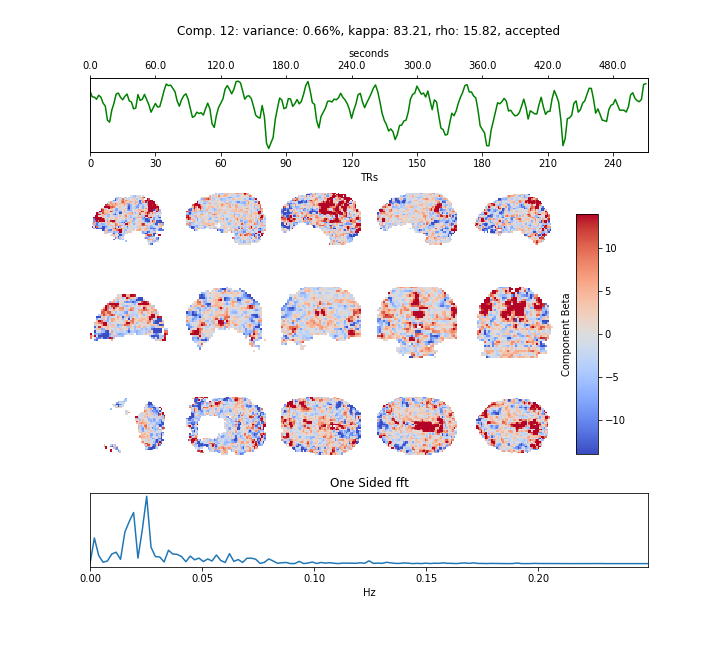 Comp. 12: variance: 0.66%, kappa: 83.21, rho: 15.82, accepted
seconds
0.0 60.0 120.0 180.0 240.0 300.0 360.0 420.0 480.0
0 30 60 90 120 150 180 210 240
TRs
10
5
0
−5
−10
Component Beta
One Sided fft
0.00 0.05 0.10 0.15 0.20
Hz